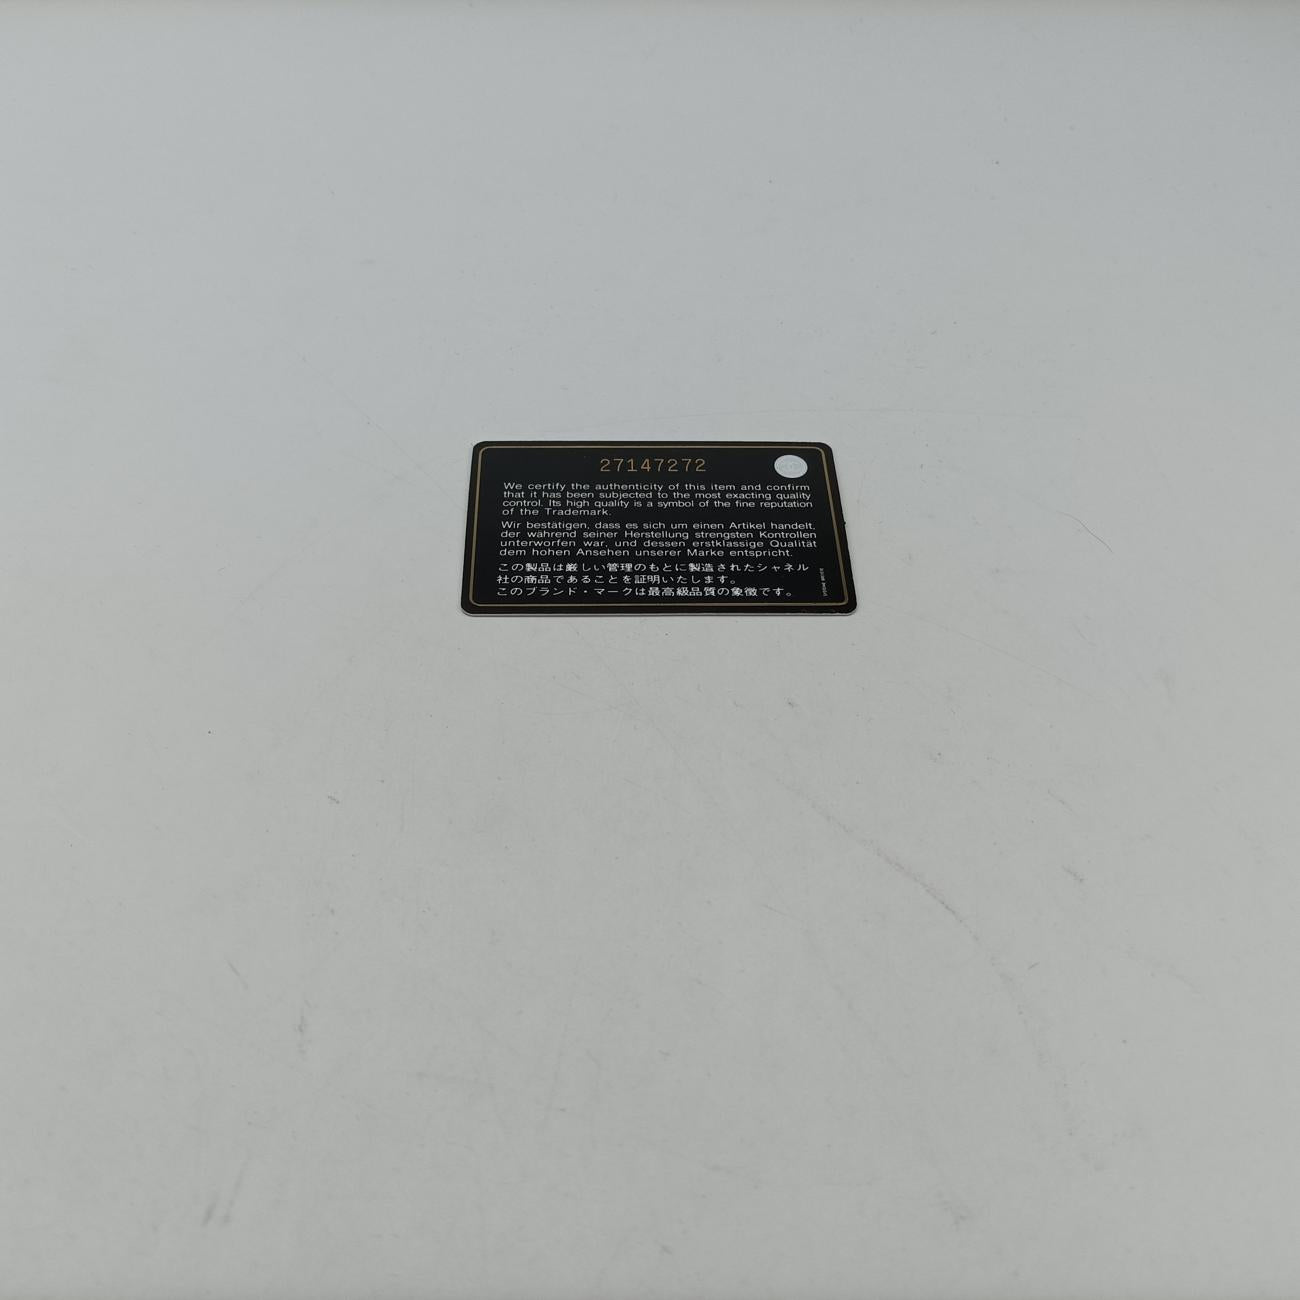 27147272
We certify the authenticity of this item and confirm
that it has been subjected to the most exacting quality
control. Its high quality is a symbol of the fine reputation
of the Trademark.
Wir bestätigen, dass es sich um einen Artikel handelt,
der während seiner Herstellung strengsten Kontrollen
unterworfen war, und dessen erstklassige Qualität
dem hohen Ansehen unserer Marke entspricht.
この製品は厳しい管理のもとに製造されたシャネル
社の商品であることを証明いたします。
このブランド・マークは最高級品質の象徴です。